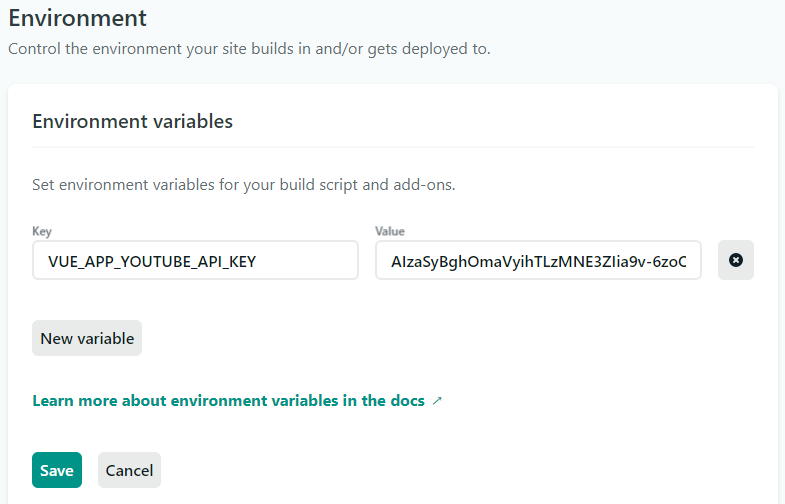 Environment
Control the environment your site builds in and/or gets deployed to.
Environment variables
Set environment variables for your build script and add-ons.
Key Value
VUE_APP_YOUTUBE_API_KEY AIzaSyBghOmaVyihTLzMNE3ZIia9v-6zoC
New variable
Learn more about environment variables in the docs ↗
Save Cancel